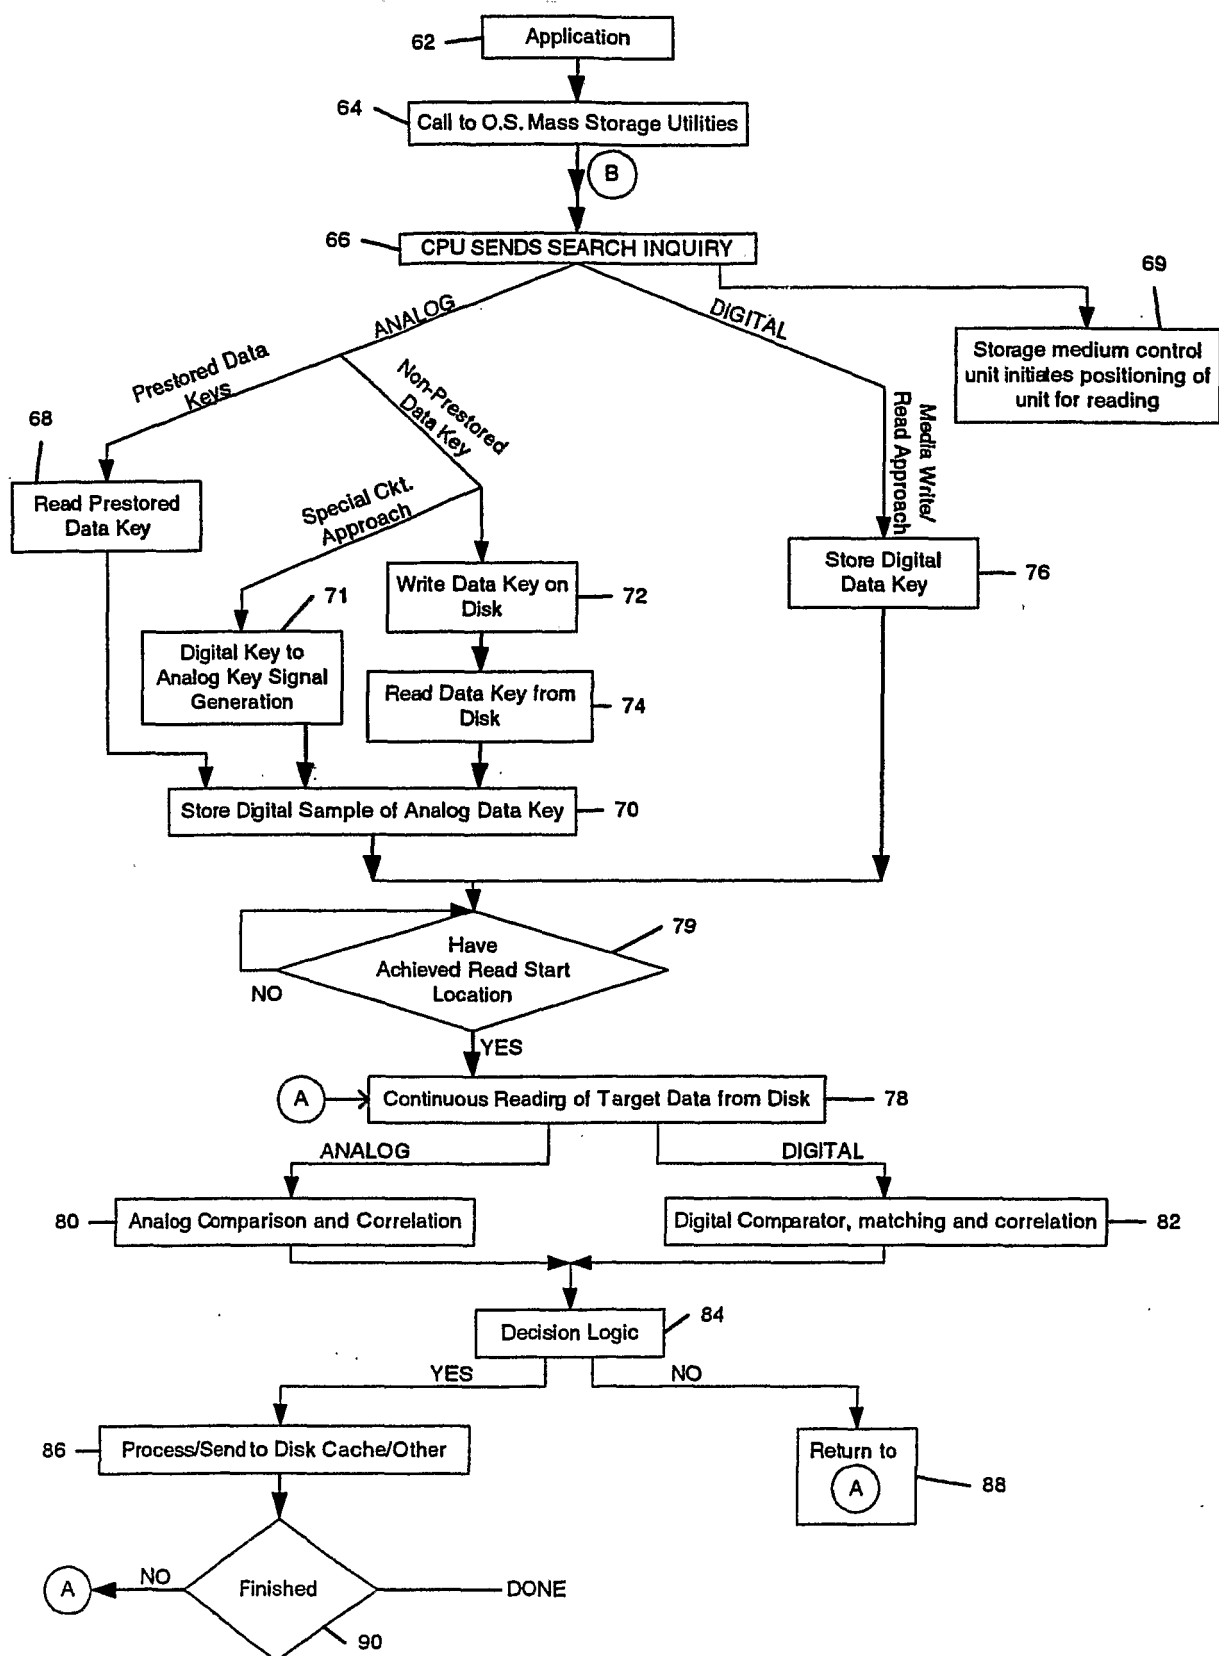 62
Application
64
Call to O.S. Mass Storage Utilities
B
66
CPU SENDS SEARCH INQUIRY
69
ANALOG
DIGITAL
Storage medium control
unit initiates positioning of
unit for reading
Prestored Data
Keys
Non-Prestored
Data Key
Media Write/
Read Approach
68
Read Prestored
Data Key
Special Ckt.
Approach
Store Digital
Data Key
76
71
Write Data Key on
Disk
72
Digital Key to
Analog Key Signal
Generation
Read Data Key from
Disk
74
Store Digital Sample of Analog Data Key
70
79
Have
Achieved Read Start
Location
NO
YES
A
Continuous Reading of Target Data from Disk
78
ANALOG
DIGITAL
80
Analog Comparison and Correlation
Digital Comparator, matching and correlation
82
84
Decision Logic
YES
NO
86
Process/Send to Disk Cache/Other
Return to
A
88
A
NO
Finished
DONE
90